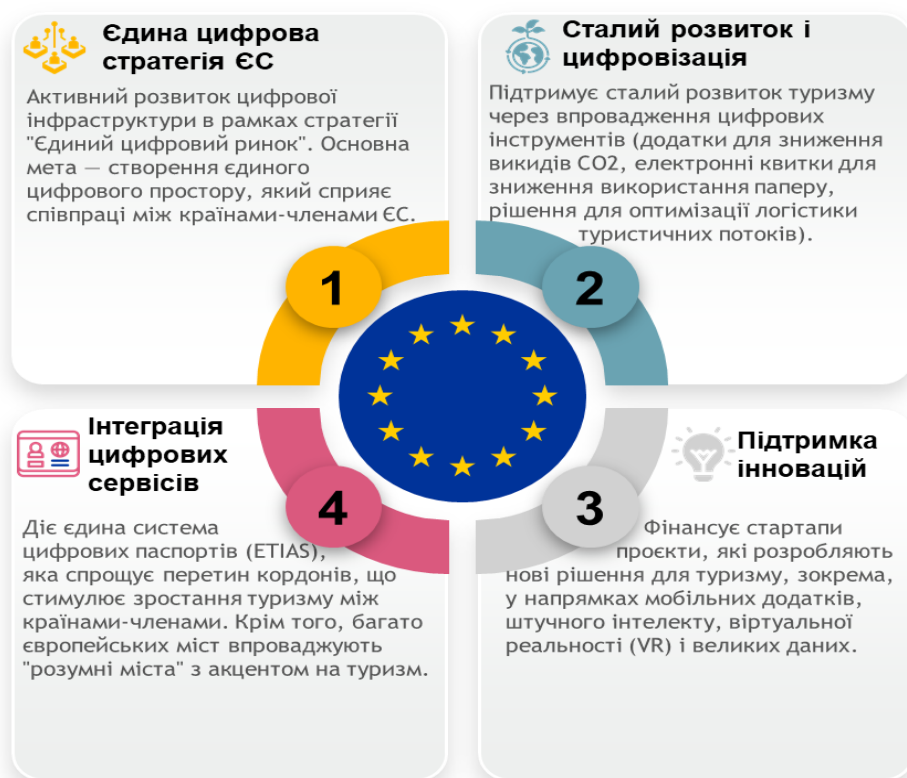 Єдина цифрова
стратегія ЄС
Активний розвиток цифрової
інфраструктури в рамках стратегії
"Єдиний цифровий ринок". Основна
мета — створення єдиного
цифрового простору, який сприяє
співпраці між країнами-членами ЄС.
1
Сталий розвиток і
цифровізація
Підтримує сталий розвиток туризму
через впровадження цифрових
інструментів (додатки для зниження
викидів CO2, електронні квитки для
зниження використання паперу,
рішення для оптимізації логістики
туристичних потоків).
2
Підтримка
інновацій
3
Фінансує стартапи
проєкти, які розробляють
нові рішення для туризму, зокрема,
у напрямках мобільних додатків,
штучного інтелекту, віртуальної
реальності (VR) і великих даних.
Інтеграція
цифрових
сервісів
4
Діє єдина система
цифрових паспортів (ETIAS),
яка спрощує перетин кордонів, що
стимулює зростання туризму між
країнами-членами. Крім того, багато
європейських міст впроваджують
"розумні міста" з акцентом на туризм.